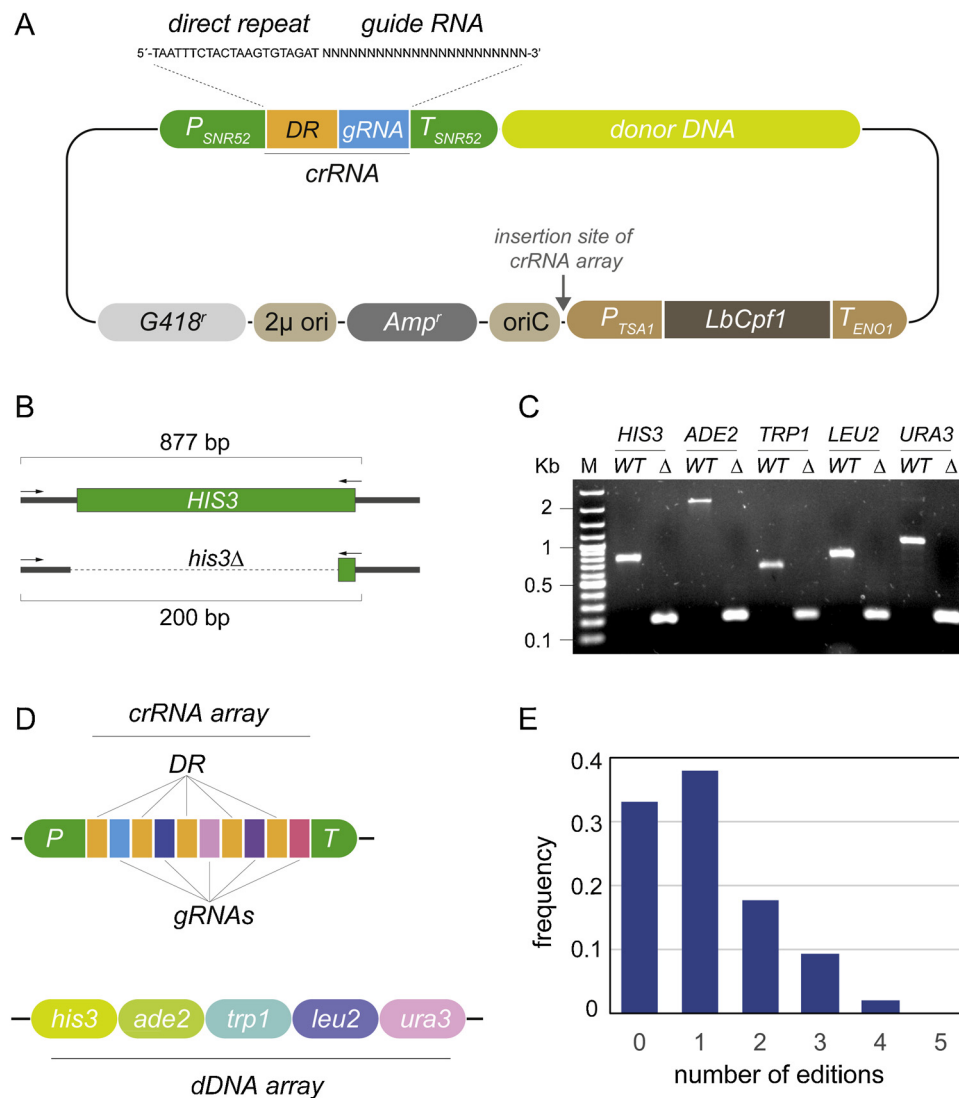 A
direct repeat guide RNA
5´-TAATTTCTACTAAGTGTAGAT NNNNNNNNNNNNNNNNNNNNNNN-3'
PSNR52 DR gRNA TSNR52 donor DNA
crRNA
insertion site of
crRNA array
G418r 2μ ori Ampr oriC PTSA1 LbCpf1 TENO1
B
877 bp
HIS3
his3Δ
200 bp
C
HIS3 ADE2 TRP1 LEU2 URA3
Kb M WT Δ WT Δ WT Δ WT Δ WT Δ
2
1
0.5
0.1
D
crRNA array
DR
P T
gRNAs
his3 ade2 trp1 leu2 ura3
dDNA array
E
0.4
0.3
0.2
0.1
0
frequency
0 1 2 3 4 5
number of editions